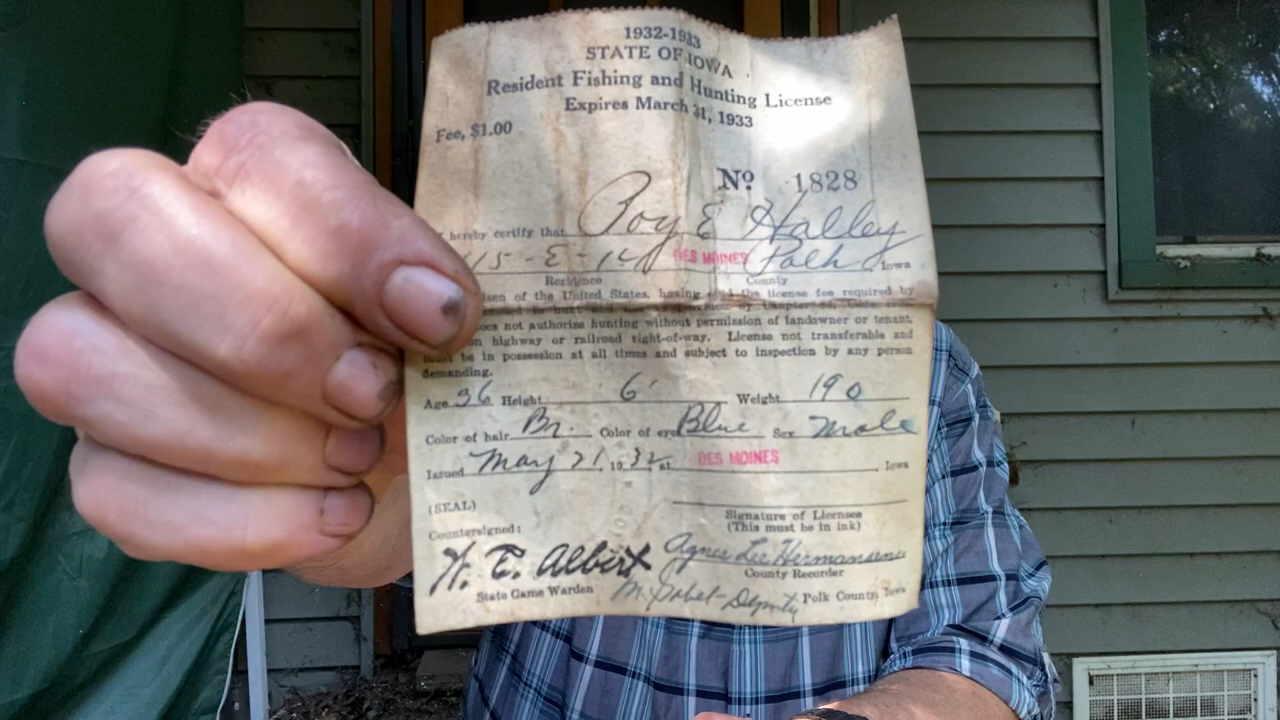 1932-1933
STATE OF IOWA
Resident Fishing and Hunting License
Expires March 31, 1933
Fee, $1.00
No 1828
hereby certify that Roy E Halley
15 - E - DES MOINES Polk Iowa
Residence County
of the United States, having the license fee required by
does not authorize hunting without permission of landowner or tenant,
highway or railroad right-of-way. License not transferable and
must be in possession at all times and subject to inspection by any person
demanding.
Age 36 Height 6' Weight 190
Color of hair Br. Color of eye Blue Sex Male
Issued May 21, 1932 at DES MOINES Iowa
(SEAL)
Signature of Licensee
(This must be in ink)
Countersigned:
W. E. Albert Agnes Lee Hermansen
County Recorder
State Game Warden M. Sobel - Deputy Polk County, Iowa